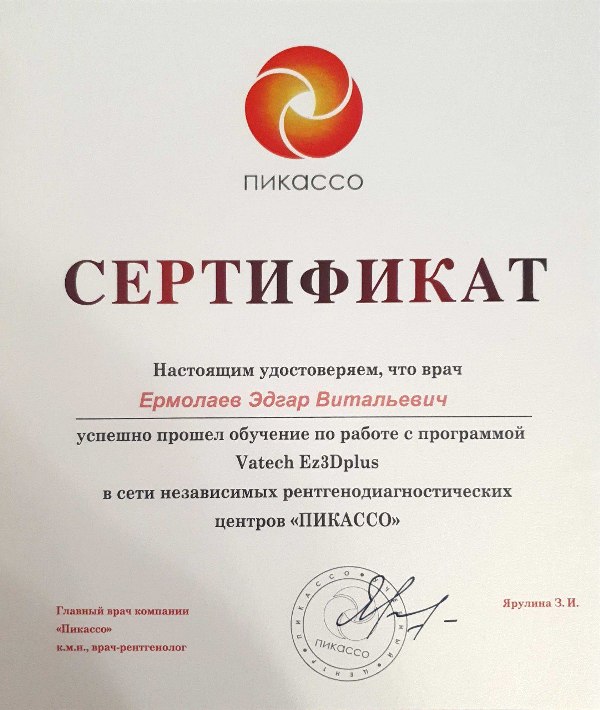 ПИКАССО
СЕРТИФИКАТ
Настоящим удостоверяем, что врач
Ермолаев Эдгар Витальевич
успешно прошел обучение по работе с программой
Vatech Ez3Dplus
в сети независимых рентгенодиагностических
центров «ПИКАССО»
Главный врач компании
«Пикассо»
к.м.н., врач-рентгенолог
ПИКАССО
ПИКАССО
Ярулина З. И.